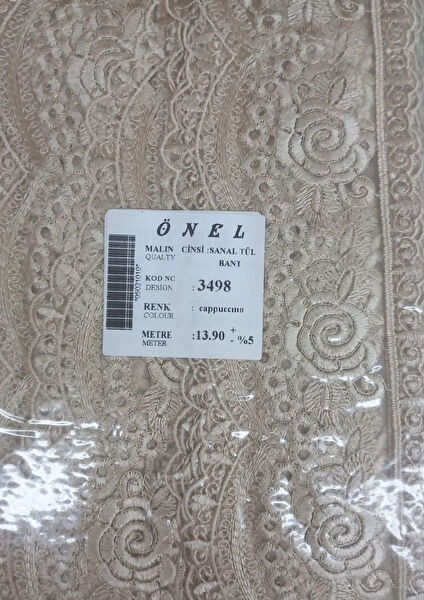 ÖNEL
MALIN CİNSİ :SANAL TÜL
QUALTY BANT
KOD NO
DESIGN : 3498
RENK
COLOUR : cappuccino
METRE
METER :13.90 + - %5